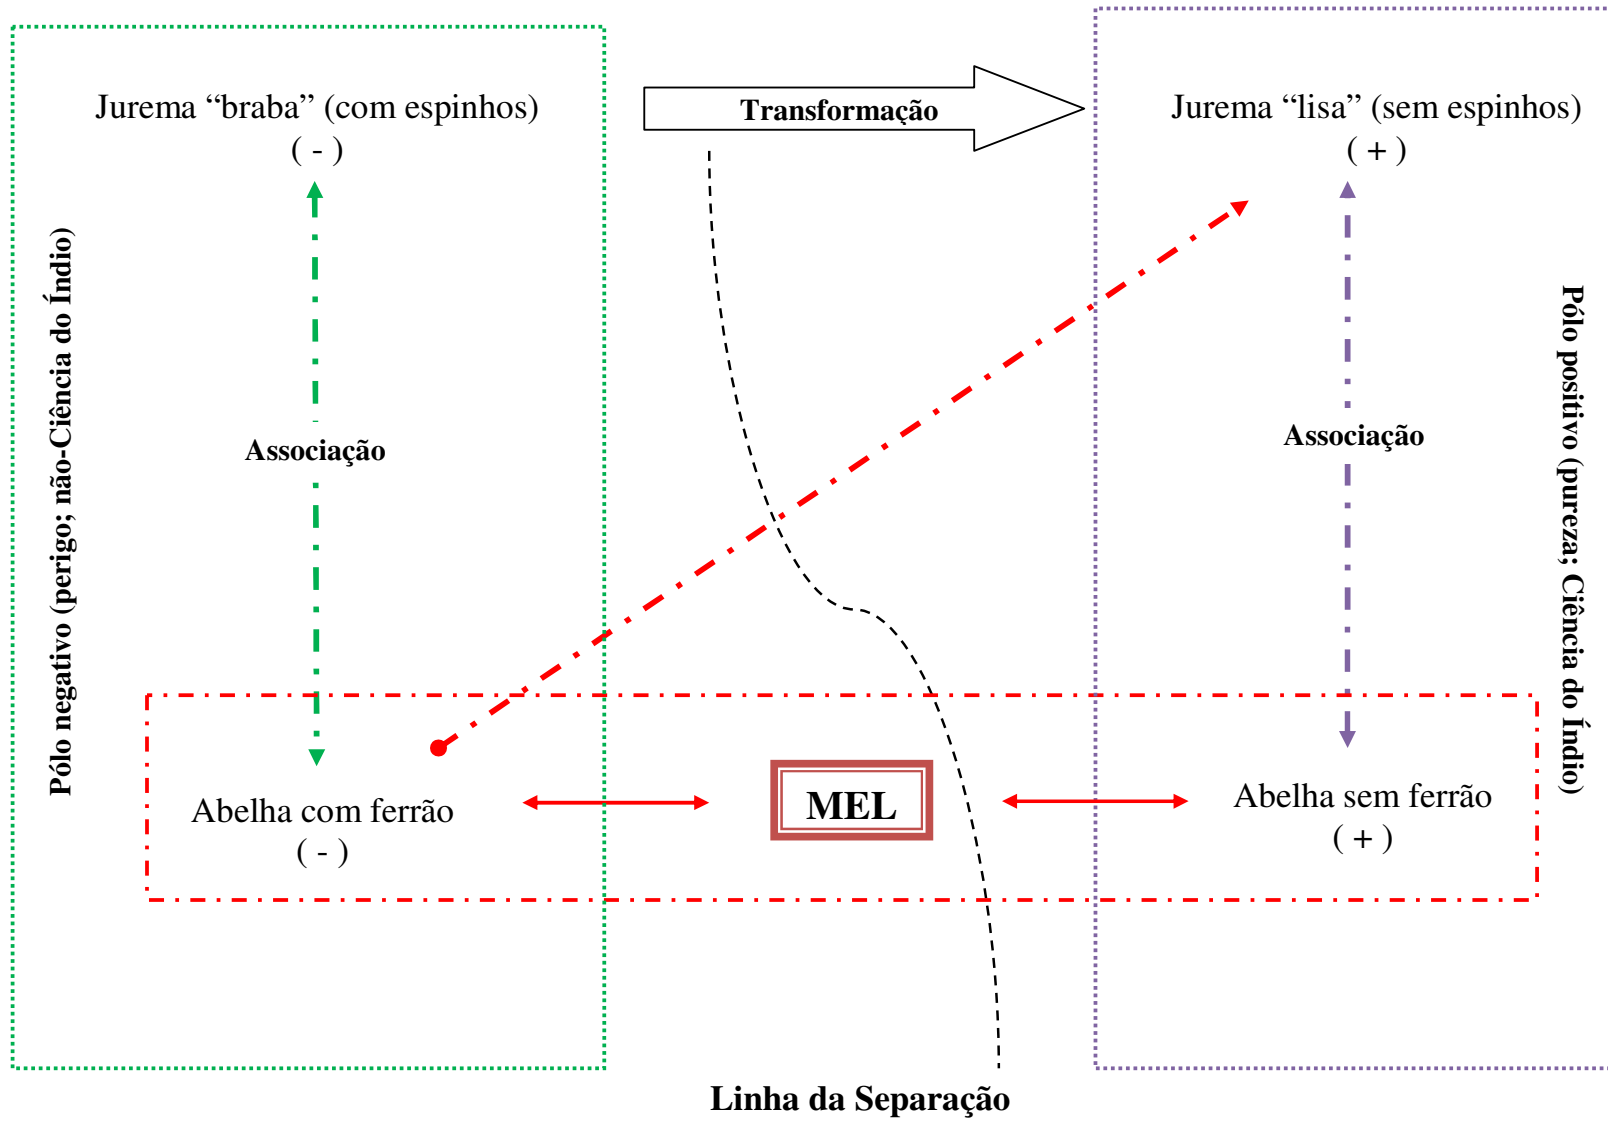 Jurema “braba” (com espinhos)
( - )
Transformação
Jurema “lisa” (sem espinhos)
( + )
Pólo negativo (perigo; não-Ciência do Índio)
Associação
Associação
Pólo positivo (pureza; Ciência do Índio)
Abelha com ferrão
( - )
MEL
Abelha sem ferrão
( + )
Linha da Separação